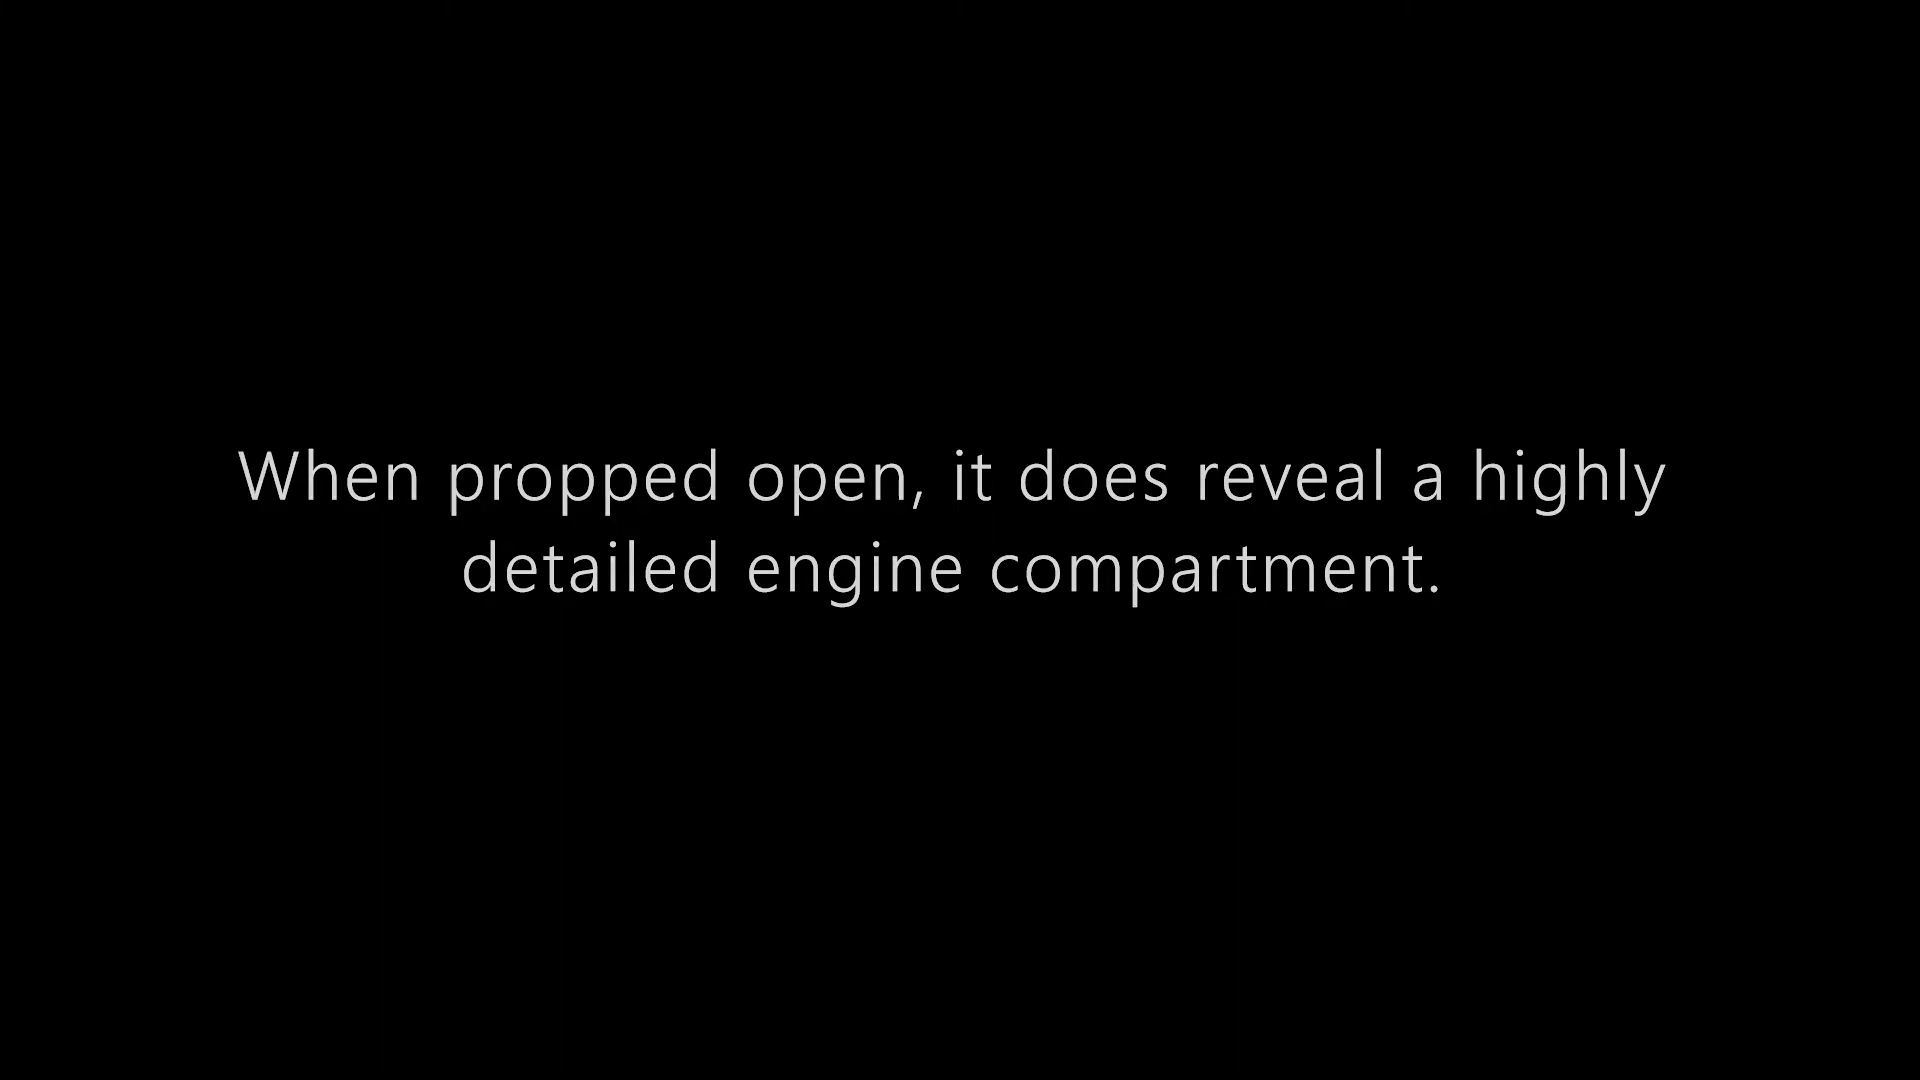 When propped open, it does reveal a highly
detailed engine compartment.